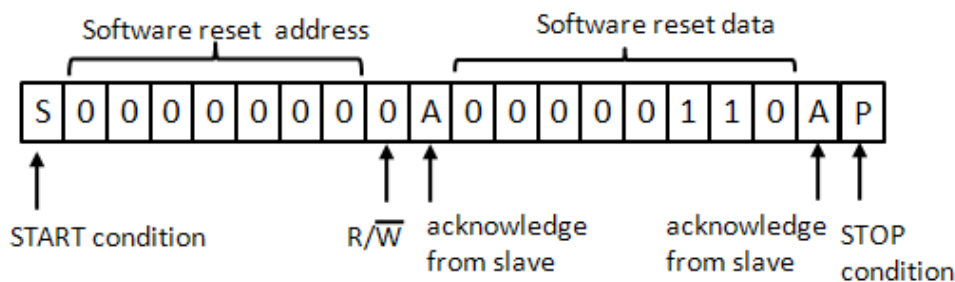 Software reset address
Software reset data
S 0 0 0 0 0 0 0 0 A 0 0 0 0 0 1 1 0 A P
START condition
R/W̅
acknowledge
from slave
acknowledge
from slave
STOP
condition